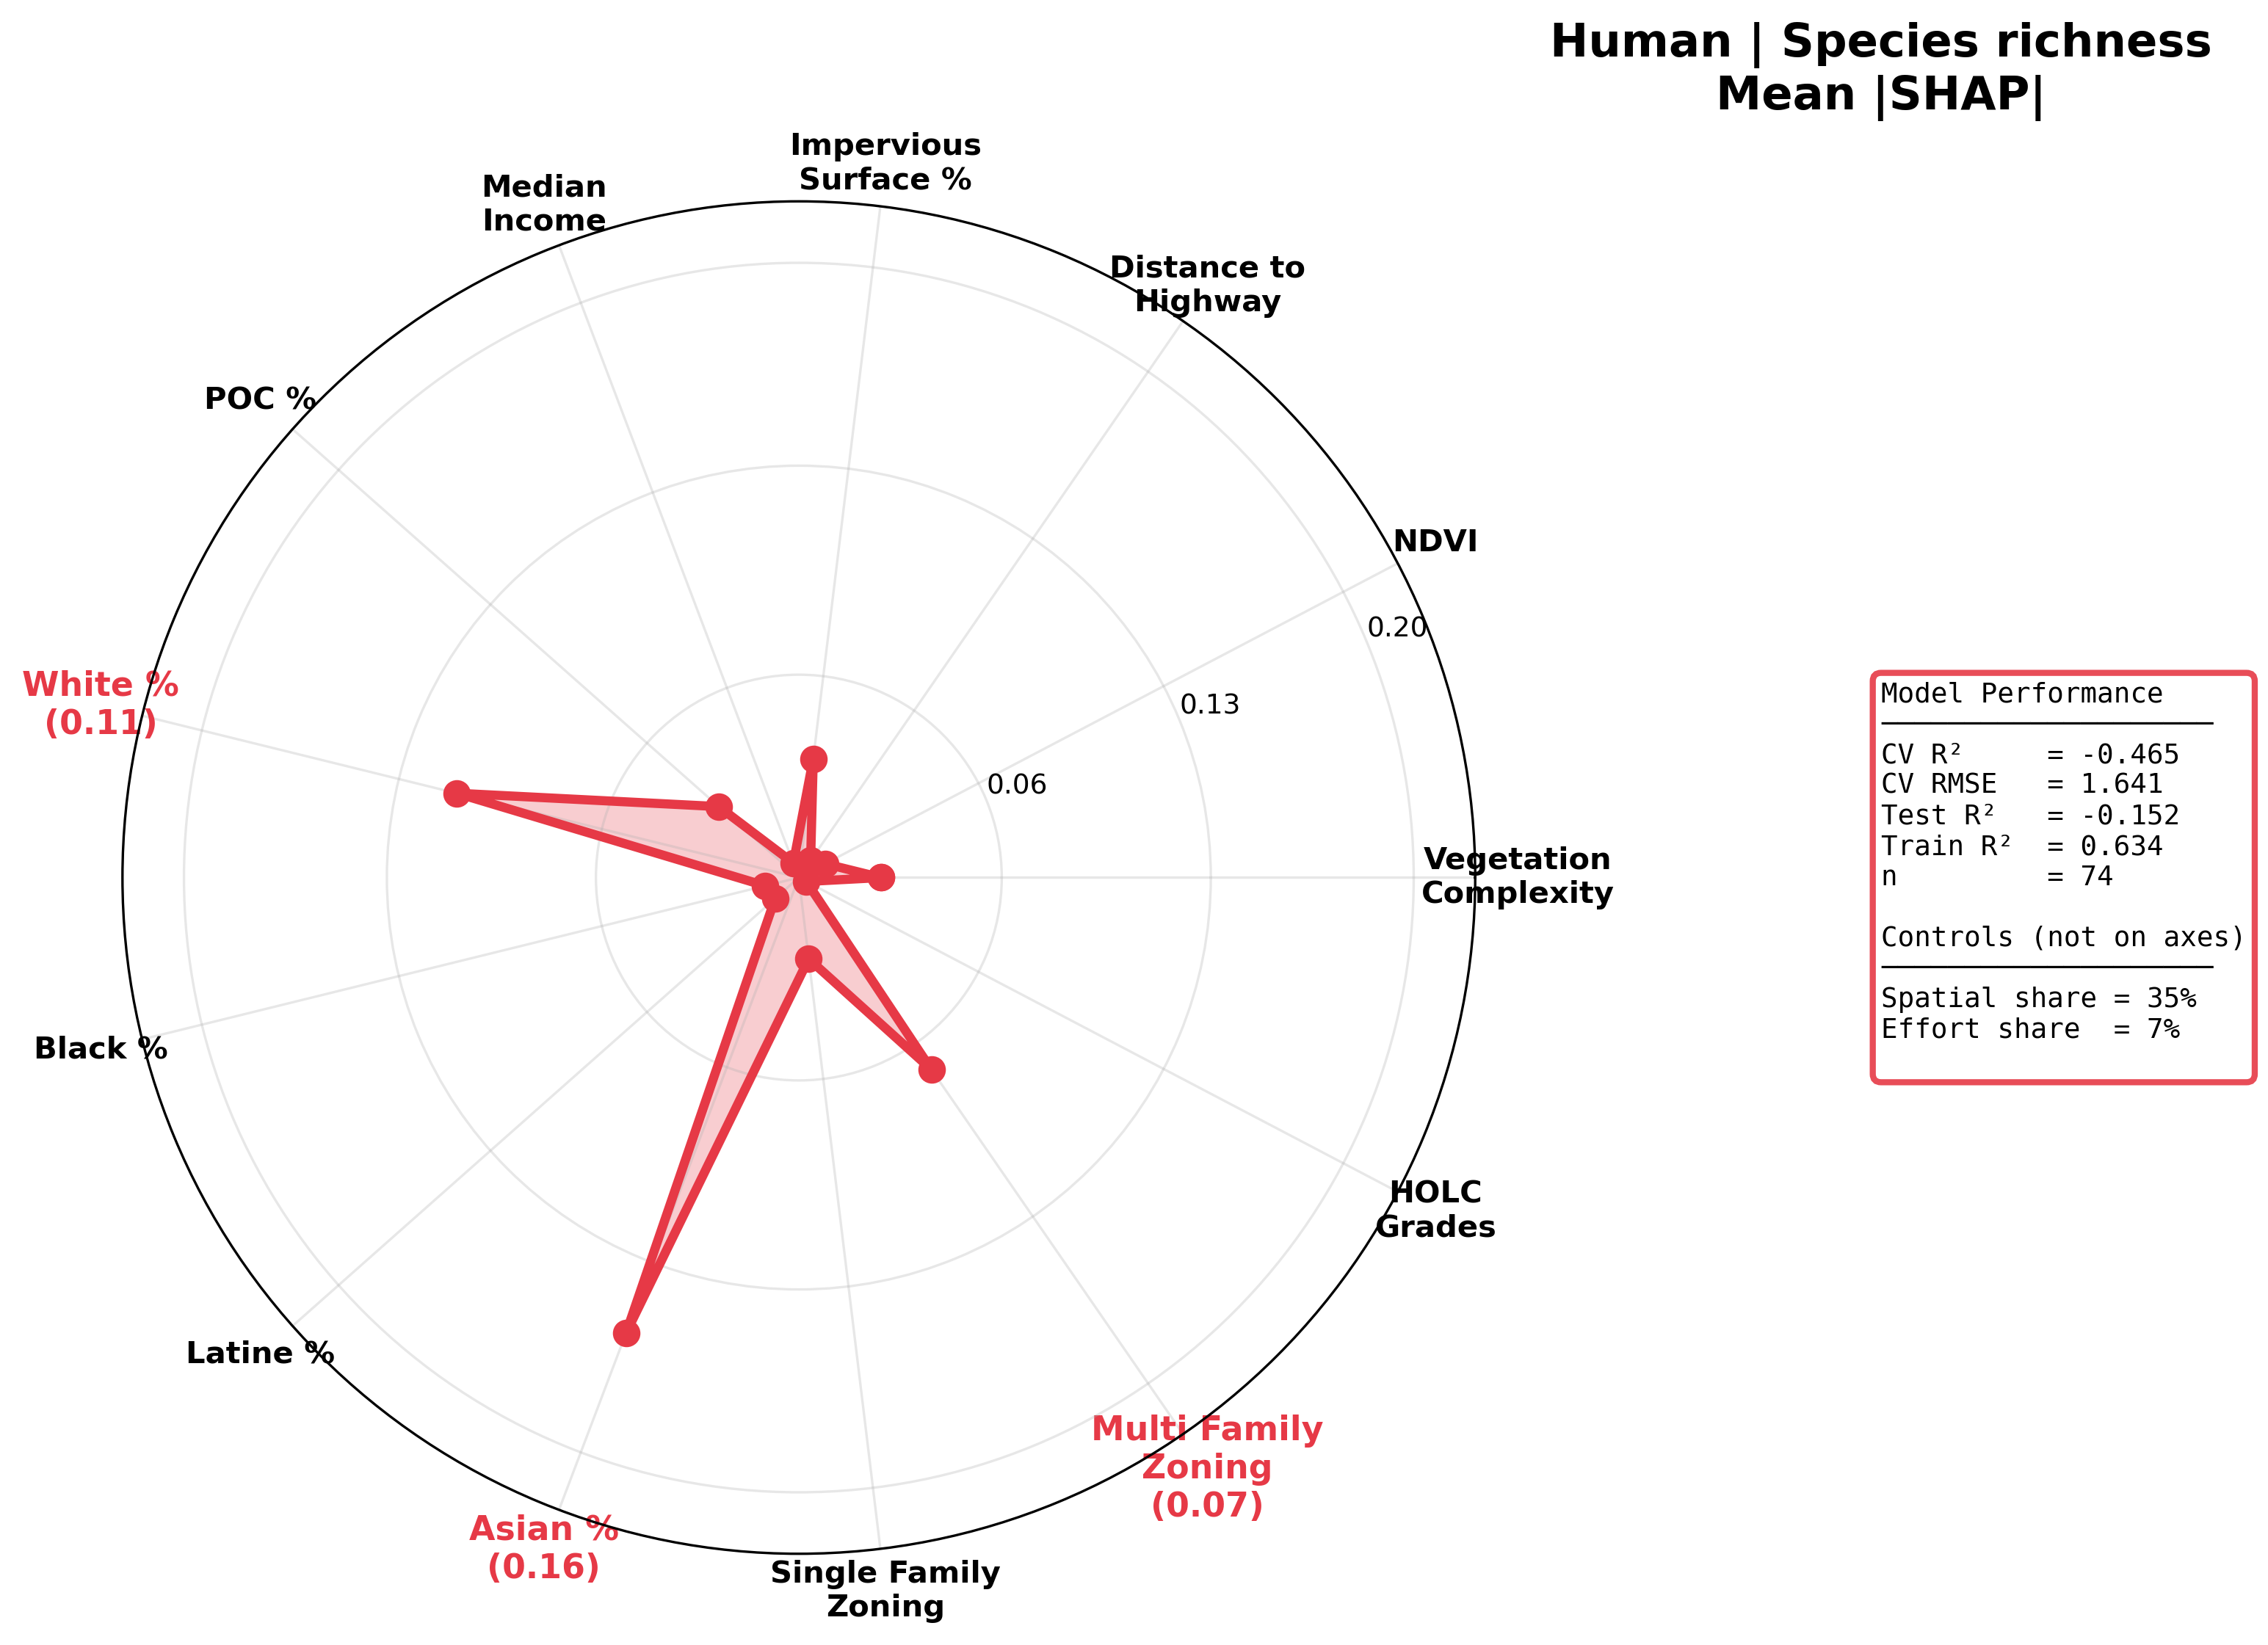 Human | Species richness
Mean |SHAP|
Impervious
Surface %
Median
Income
Distance to
Highway
POC %
NDVI
0.20
White %
(0.11)
0.13
0.06
Vegetation
Complexity
Black %
HOLC
Grades
Latine %
Multi Family
Zoning
(0.07)
Asian %
(0.16)
Single Family
Zoning
Model Performance
CV R² = -0.465
CV RMSE = 1.641
Test R² = -0.152
Train R² = 0.634
n = 74
Controls (not on axes)
Spatial share = 35%
Effort share = 7%